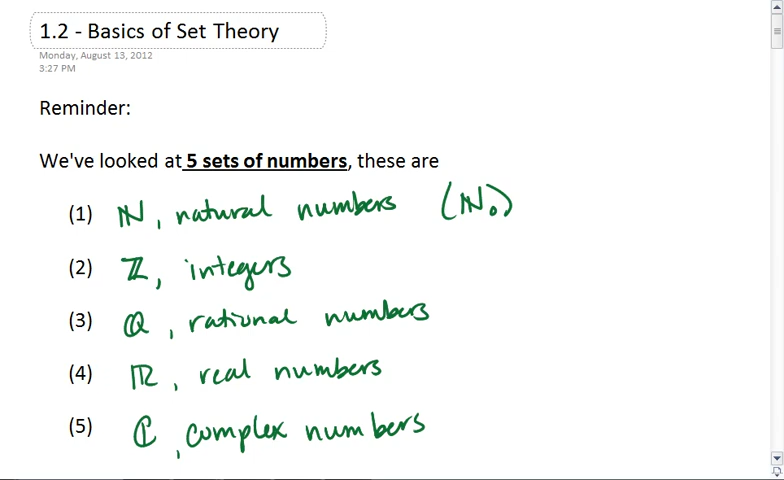 1.2 - Basics of Set Theory
Monday, August 13, 2012
3:27 PM
Reminder:
We've looked at 5 sets of numbers, these are
(1) ℕ, natural numbers (ℕ₀)
(2) ℤ, integers
(3) ℚ, rational numbers
(4) ℝ, real numbers
(5) ℂ, complex numbers